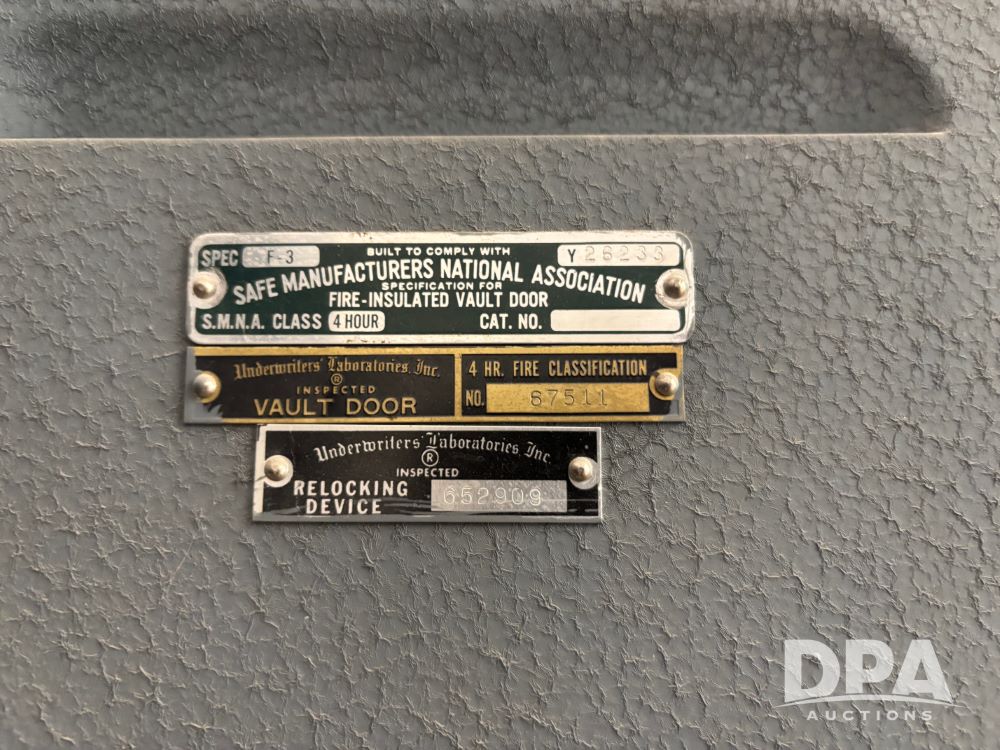 BUILT TO COMPLY WITH
SPEC F-3 Y 26233
SAFE MANUFACTURERS NATIONAL ASSOCIATION
SPECIFICATION FOR
FIRE-INSULATED VAULT DOOR
S.M.N.A. CLASS 4 HOUR CAT. NO.
Underwriters' Laboratories, Inc.
®
INSPECTED
VAULT DOOR
4 HR. FIRE CLASSIFICATION
NO. 67511
Underwriters' Laboratories, Inc.
®
INSPECTED
RELOCKING
DEVICE
652909
DPA
AUCTIONS